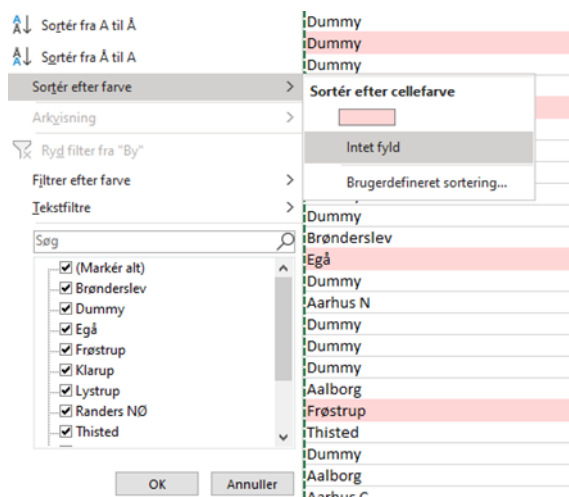 Sortér fra A til Å
Sortér fra Å til A
Sortér efter farve
Arkvisning
Ryd filter fra "By"
Filtrer efter farve
Tekstfiltre
Søg
(Markér alt)
Brønderslev
Dummy
Egå
Frøstrup
Klarup
Lystrup
Randers NØ
Thisted
OK
Annuller
Sortér efter cellefarve
Intet fyld
Brugerdefineret sortering...
Dummy
Dummy
Dummy
Dummy
Brønderslev
Egå
Dummy
Aarhus N
Dummy
Dummy
Dummy
Aalborg
Frøstrup
Thisted
Dummy
Aalborg
Aarhus C